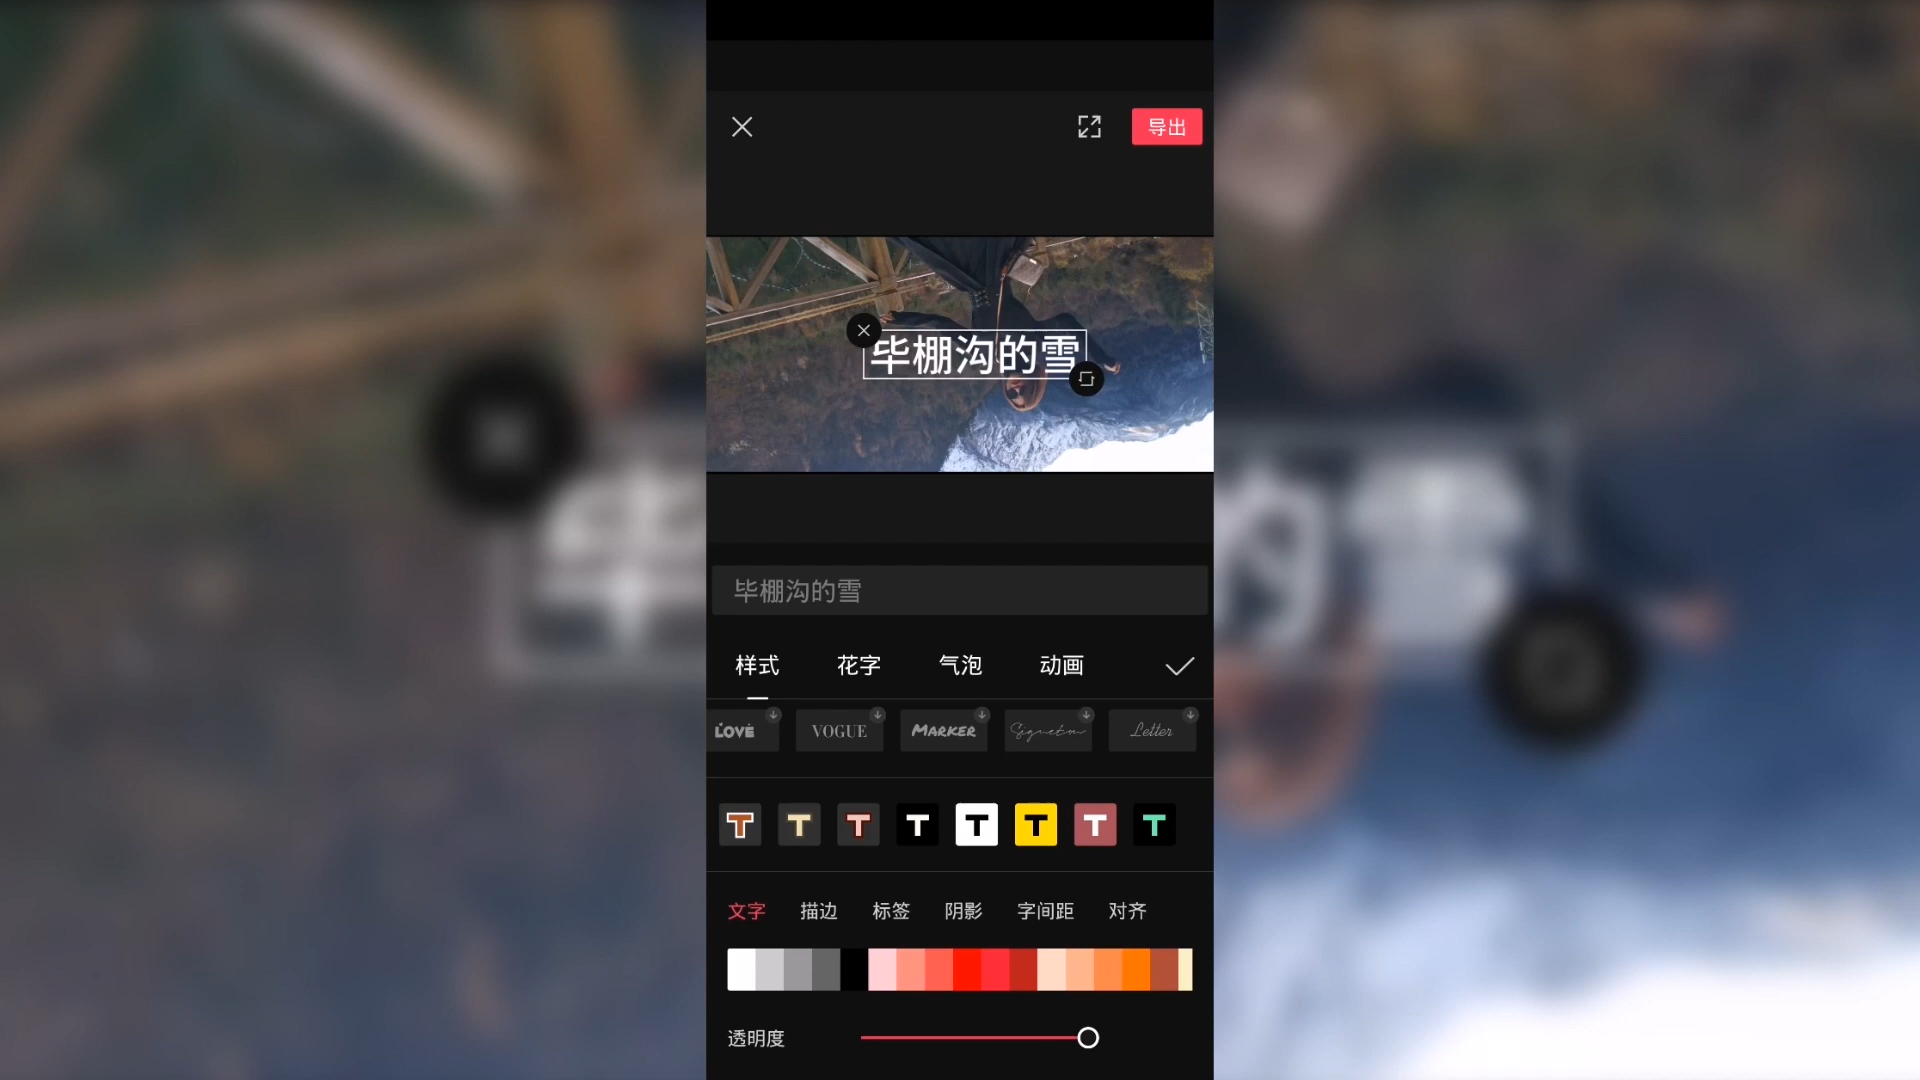 导出
毕棚沟的雪
毕棚沟的雪
样式 花字 气泡 动画
LOVE VOGUE MARKER Signature Letter
T T T T T T T T
文字 描边 标签 阴影 字间距 对齐
透明度